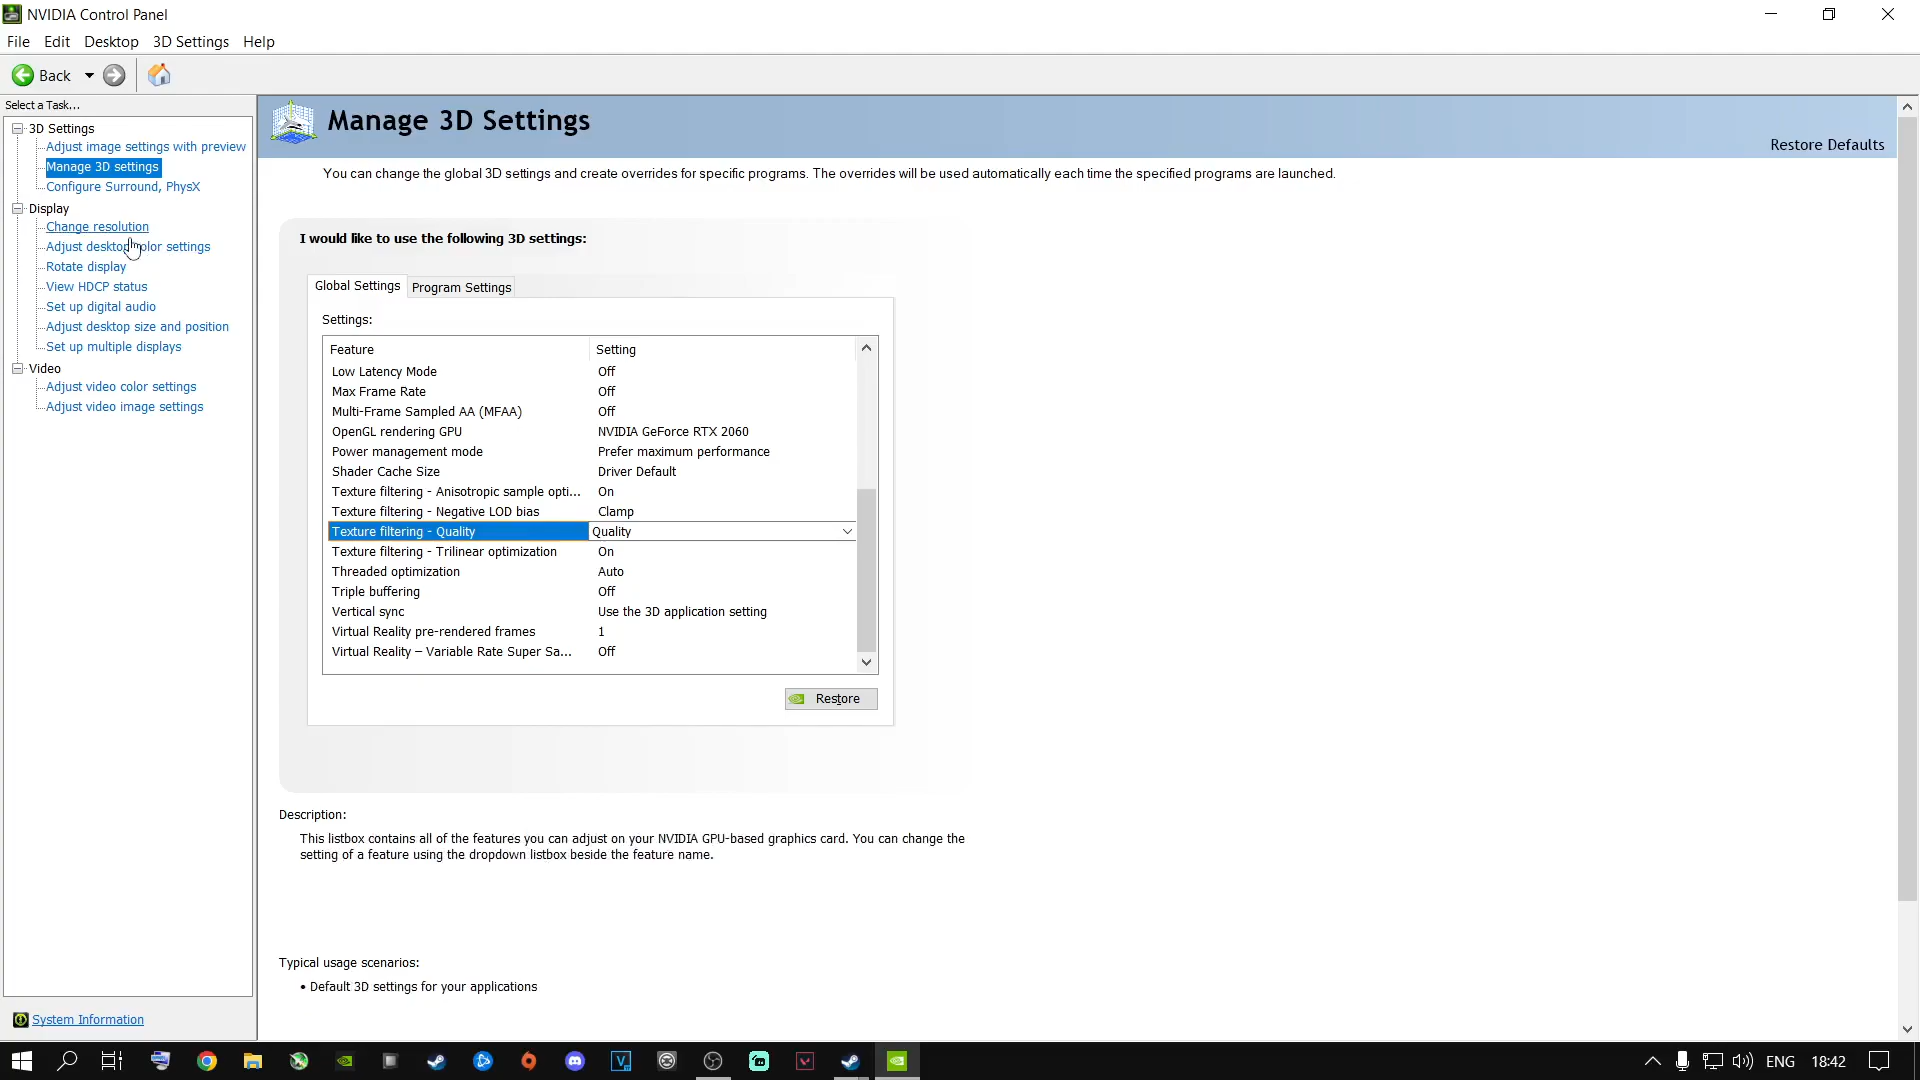 NVIDIA Control Panel
File Edit Desktop 3D Settings Help
Back
Select a Task...
3D Settings
Adjust image settings with preview
Manage 3D settings
Configure Surround, PhysX
Display
Change resolution
Adjust desktop color settings
Rotate display
View HDCP status
Set up digital audio
Adjust desktop size and position
Set up multiple displays
Video
Adjust video color settings
Adjust video image settings
System Information
Manage 3D Settings
Restore Defaults
You can change the global 3D settings and create overrides for specific programs. The overrides will be used automatically each time the specified programs are launched.
I would like to use the following 3D settings:
Global Settings Program Settings
Settings:
Feature Setting
Low Latency Mode Off
Max Frame Rate Off
Multi-Frame Sampled AA (MFAA) Off
OpenGL rendering GPU NVIDIA GeForce RTX 2060
Power management mode Prefer maximum performance
Shader Cache Size Driver Default
Texture filtering - Anisotropic sample opti... On
Texture filtering - Negative LOD bias Clamp
Texture filtering - Quality Quality
Texture filtering - Trilinear optimization On
Threaded optimization Auto
Triple buffering Off
Vertical sync Use the 3D application setting
Virtual Reality pre-rendered frames 1
Virtual Reality – Variable Rate Super Sa... Off
Restore
Description:
This listbox contains all of the features you can adjust on your NVIDIA GPU-based graphics card. You can change the
setting of a feature using the dropdown listbox beside the feature name.
Typical usage scenarios:
• Default 3D settings for your applications
ENG 18:42